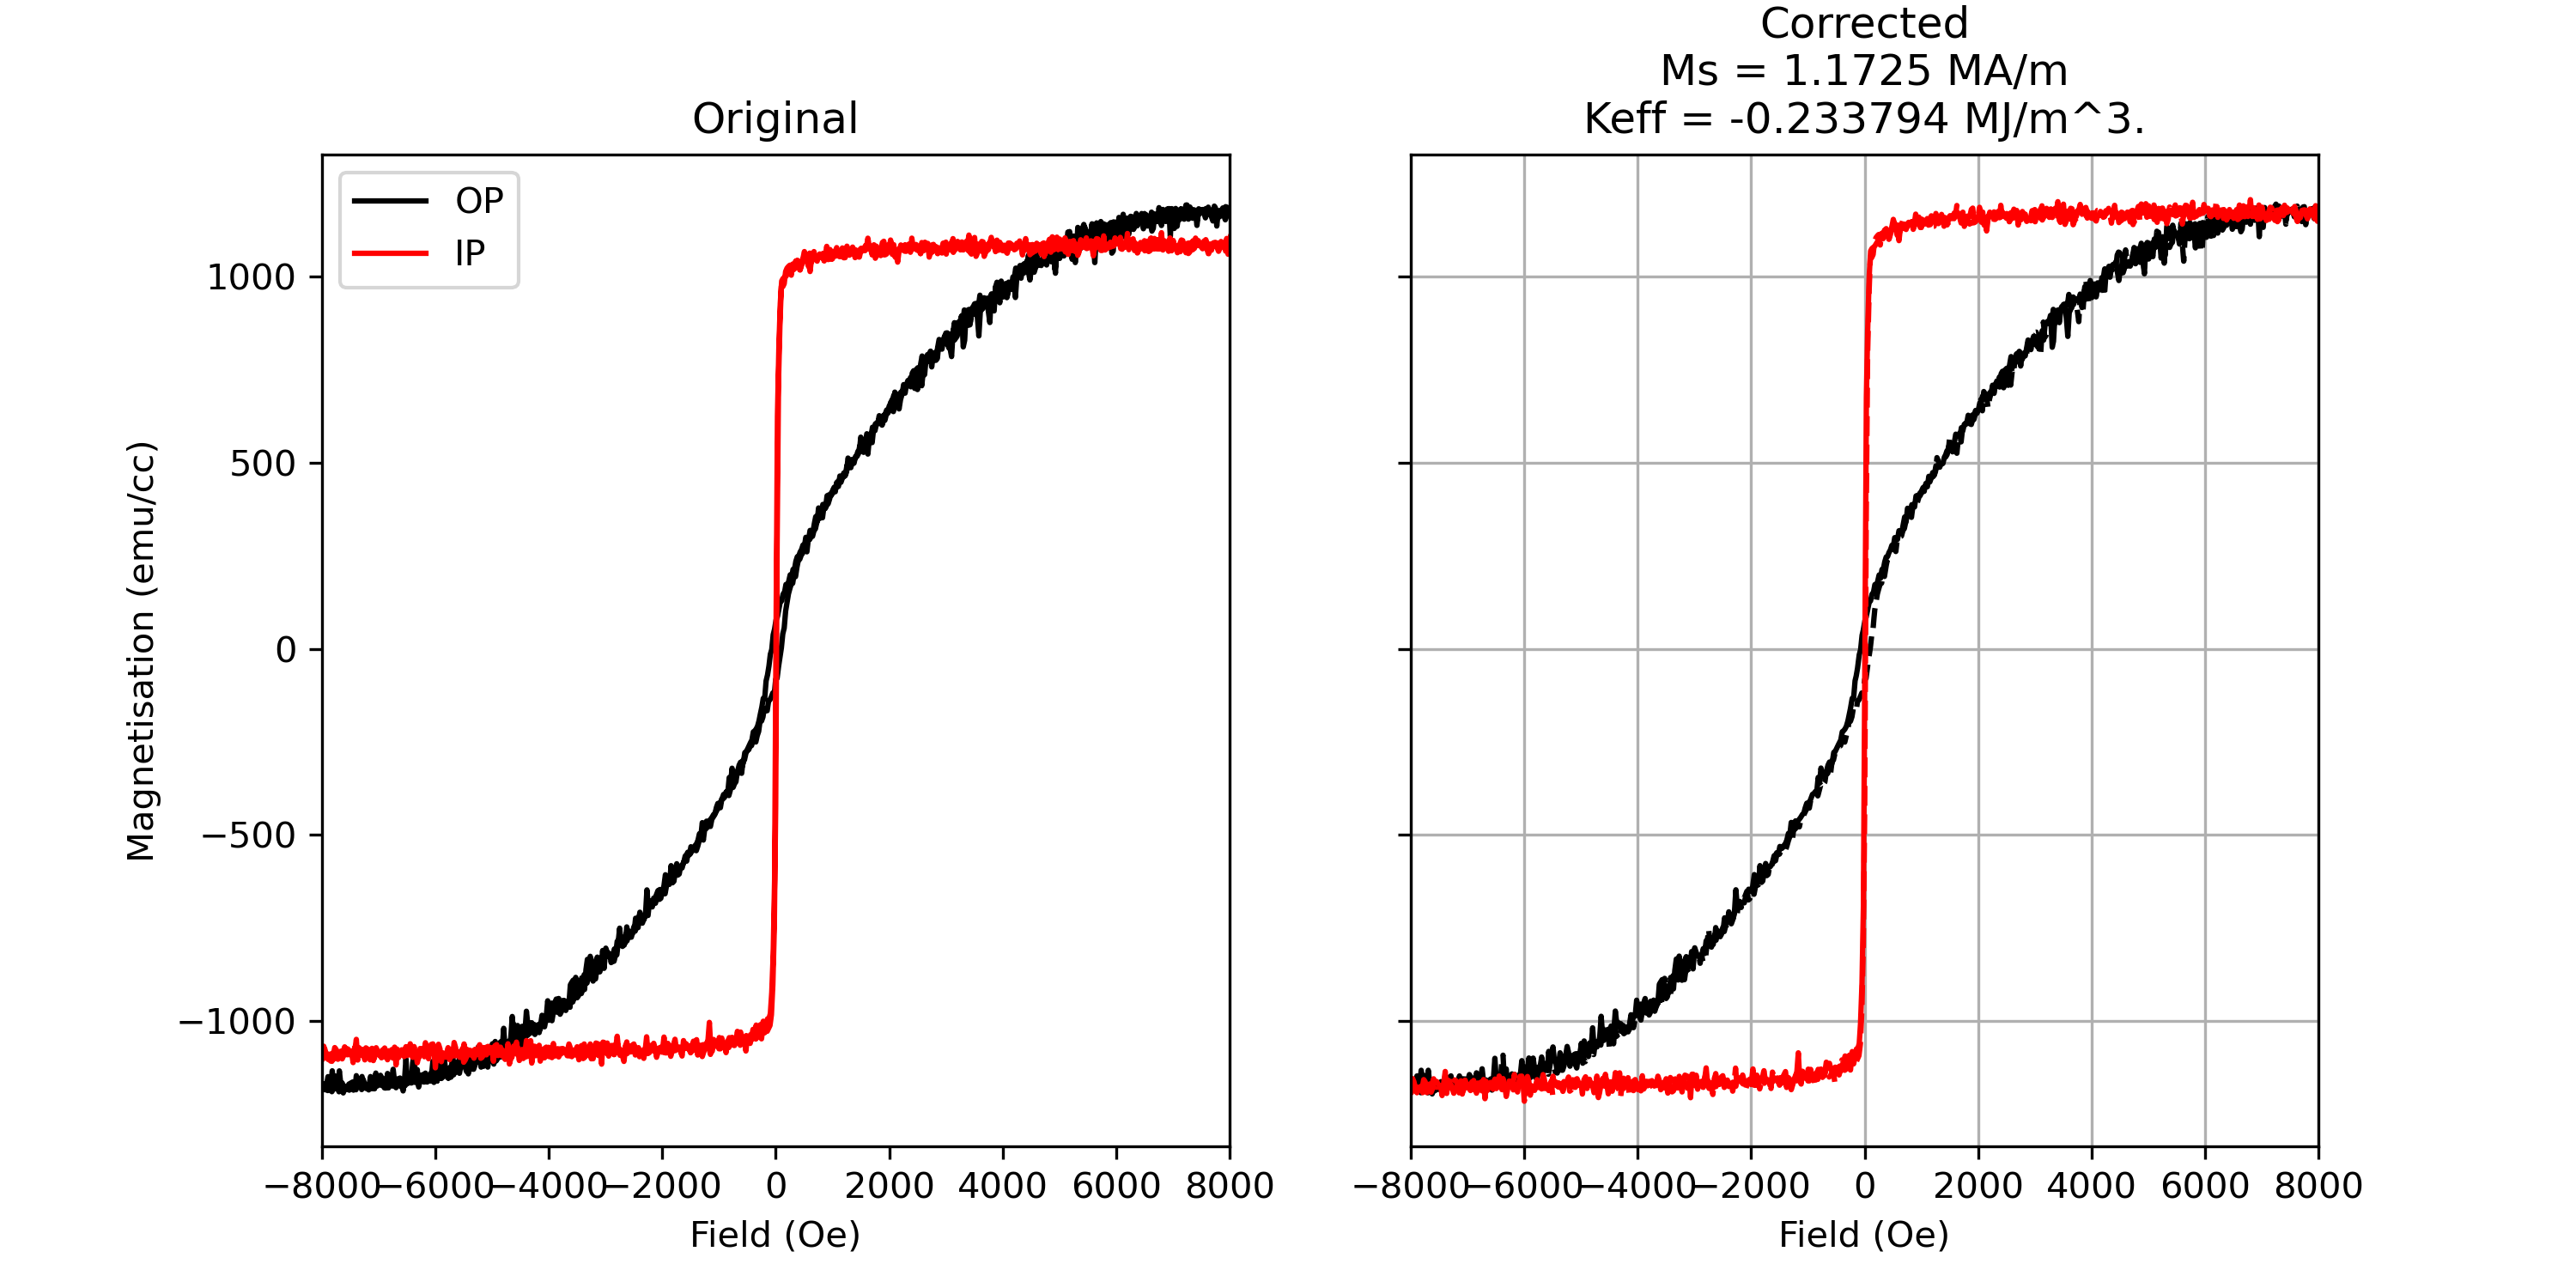 Original
OP
IP
1000
500
0
−500
−1000
Magnetisation (emu/cc)
−8000 −6000 −4000 −2000 0 2000 4000 6000 8000
Field (Oe)
Corrected
Ms = 1.1725 MA/m
Keff = -0.233794 MJ/m^3.
−8000 −6000 −4000 −2000 0 2000 4000 6000 8000
Field (Oe)